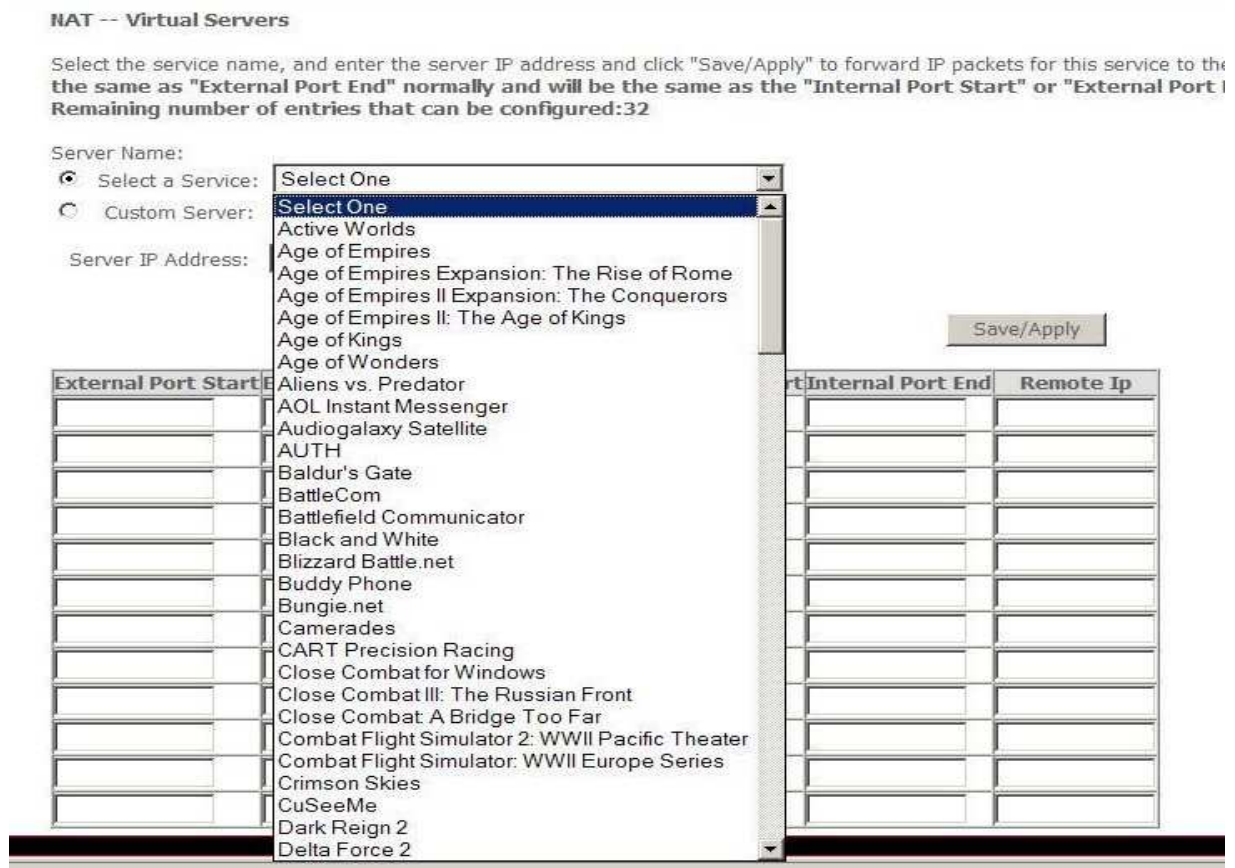 NAT -- Virtual Servers
Select the service name, and enter the server IP address and click "Save/Apply" to forward IP packets for this service to the
the same as "External Port End" normally and will be the same as the "Internal Port Start" or "External Port
Remaining number of entries that can be configured:32
Server Name:
Select a Service: Select One
Custom Server:
Server IP Address:
Select One
Active Worlds
Age of Empires
Age of Empires Expansion: The Rise of Rome
Age of Empires II Expansion: The Conquerors
Age of Empires II: The Age of Kings
Age of Kings
Age of Wonders
Aliens vs. Predator
AOL Instant Messenger
Audiogalaxy Satellite
AUTH
Baldur's Gate
BattleCom
Battlefield Communicator
Black and White
Blizzard Battle.net
Buddy Phone
Bungie.net
Camerades
CART Precision Racing
Close Combat for Windows
Close Combat III: The Russian Front
Close Combat: A Bridge Too Far
Combat Flight Simulator 2: WWII Pacific Theater
Combat Flight Simulator: WWII Europe Series
Crimson Skies
CuSeeMe
Dark Reign 2
Delta Force 2
Save/Apply
External Port Start Internal Port End Remote Ip